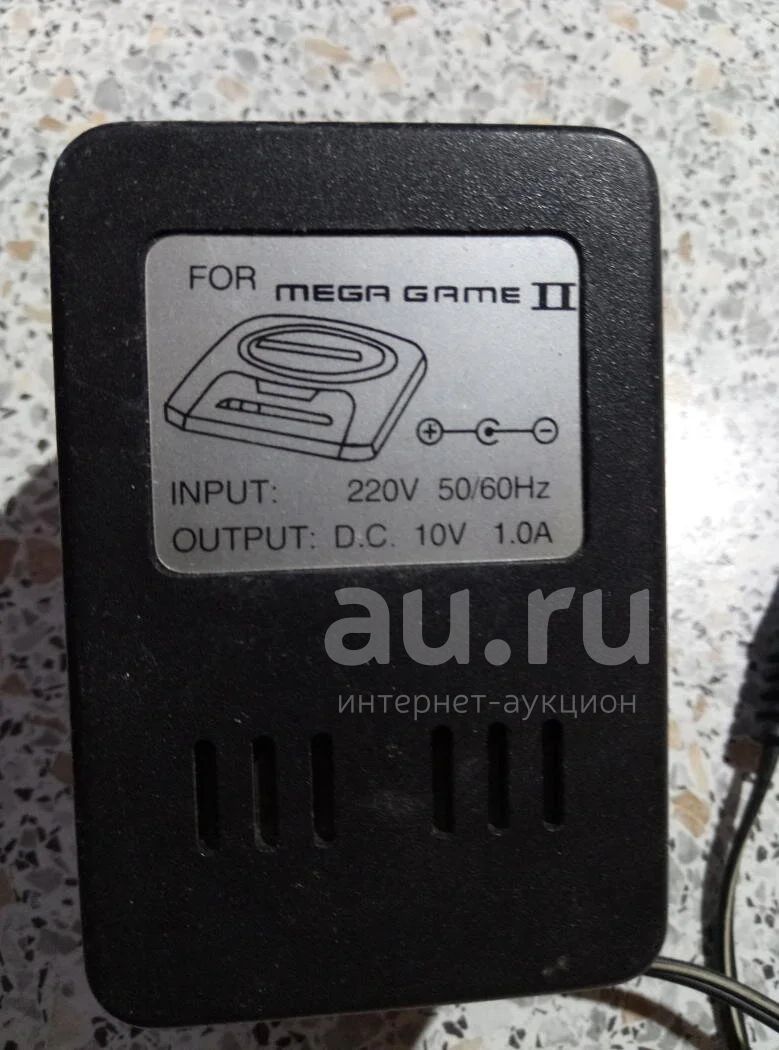 FOR MEGA GAME II
INPUT: 220V 50/60Hz
OUTPUT: D.C. 10V 1.0A
au.ru
интернет-аукцион